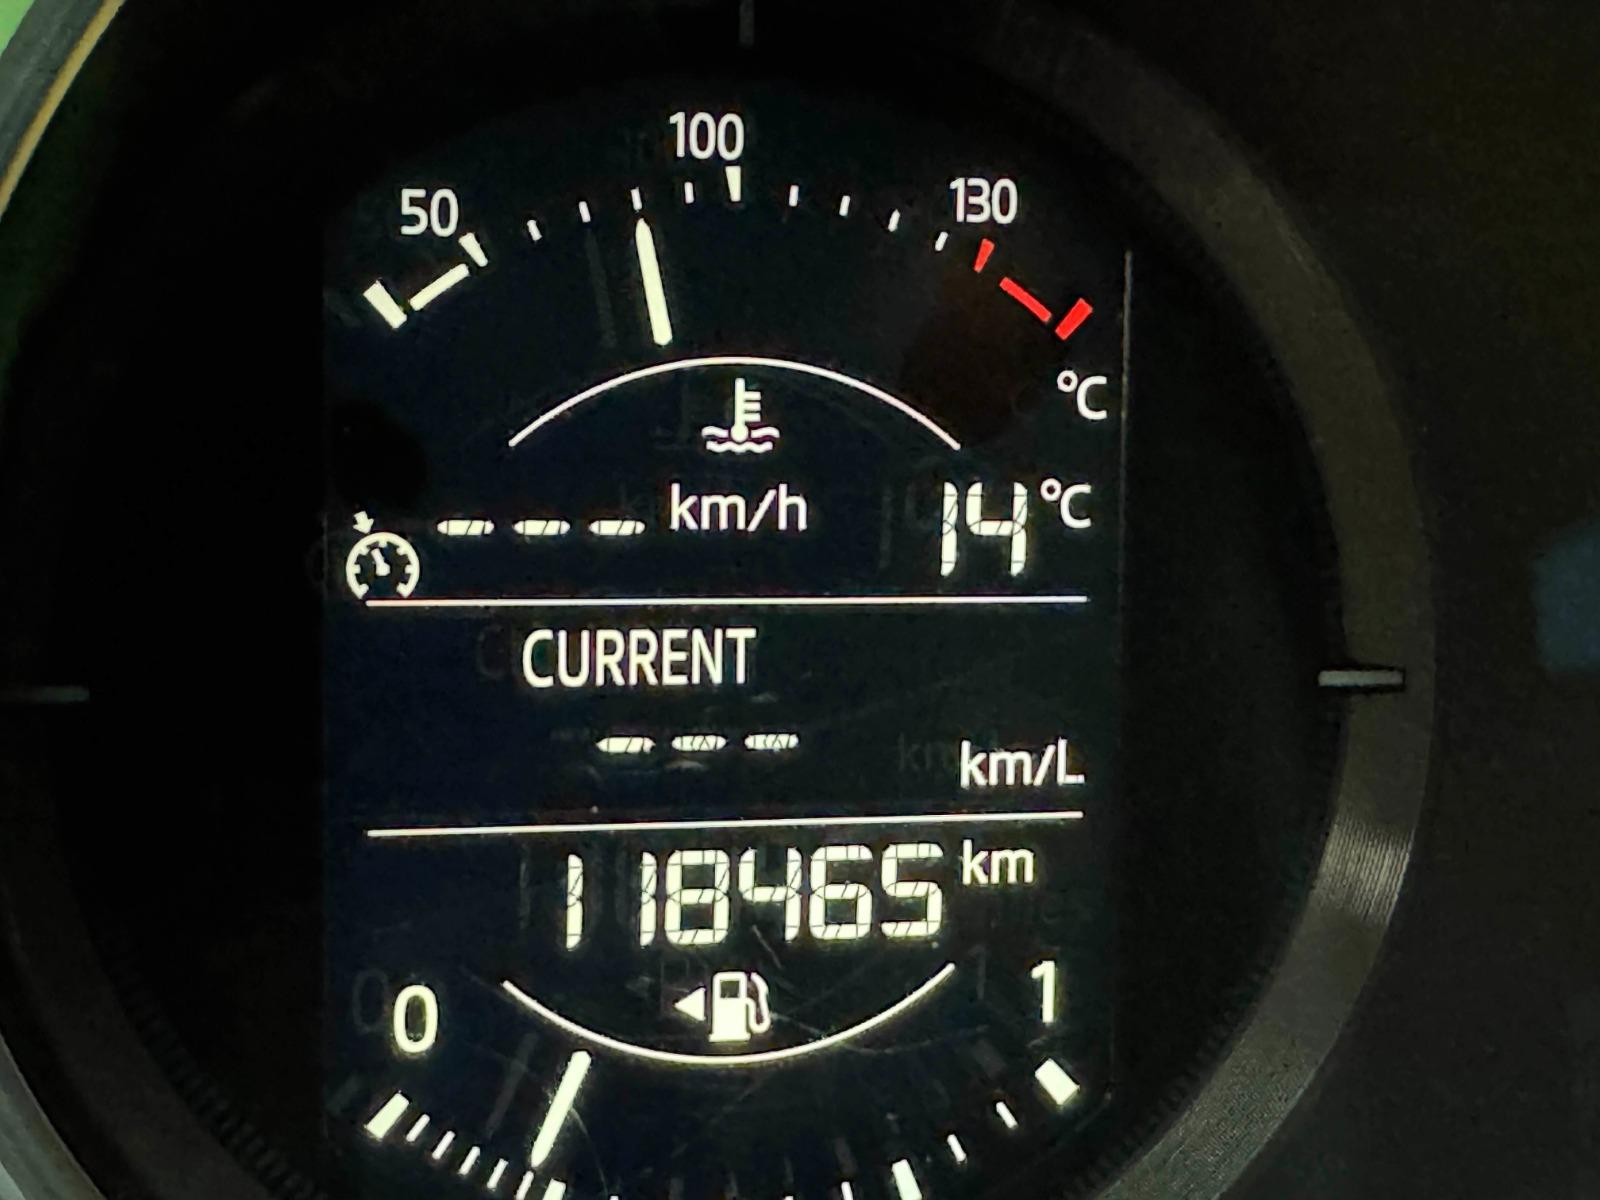 100
50 130
°C
--- km/h 14 °C
CURRENT
--- km/L
118465 km
0 1